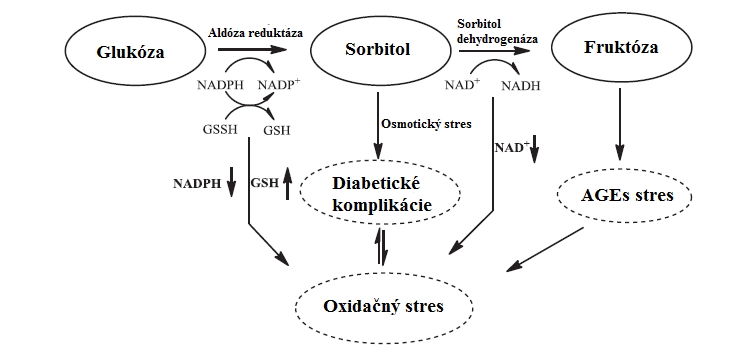 Glukóza
Aldóza reduktáza
Sorbitol
Sorbitol
dehydrogenáza
Fruktóza
NADPH
NADP⁺
NAD⁺
NADH
GSSH
GSH
Osmotický stres
NAD⁺
NADPH
GSH
Diabetické
komplikácie
AGEs stres
Oxidačný stres